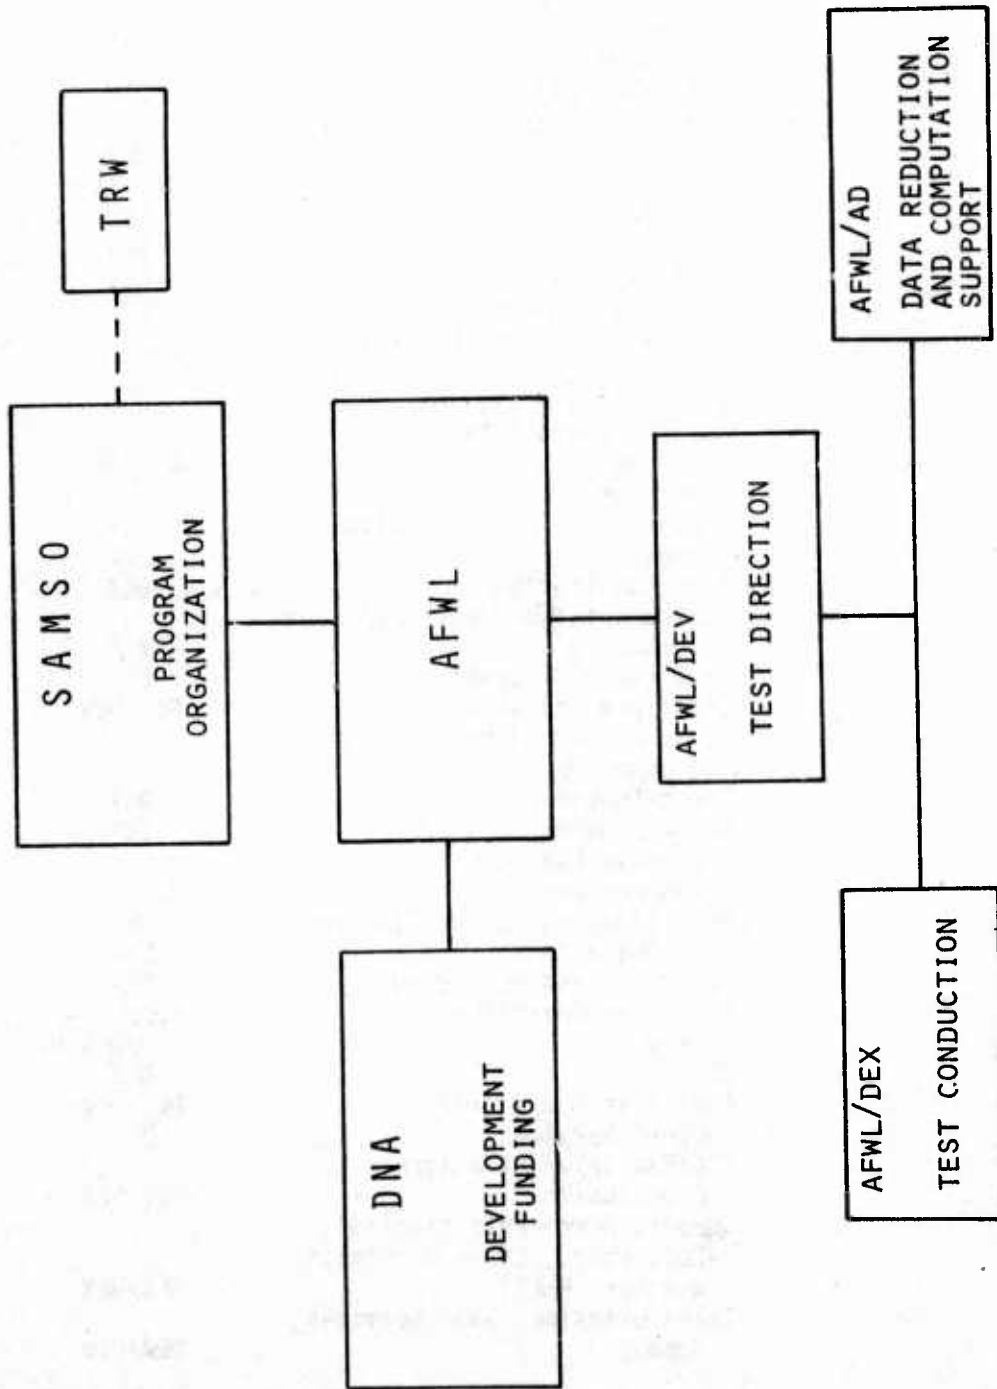 SAMSO
PROGRAM
ORGANIZATION
TRW
DNA
DEVELOPMENT
FUNDING
AFWL
AFWL/DEV
TEST DIRECTION
AFWL/DEX
TEST CONDUCTION
AFWL/AD
DATA REDUCTION
AND COMPUTATION
SUPPORT